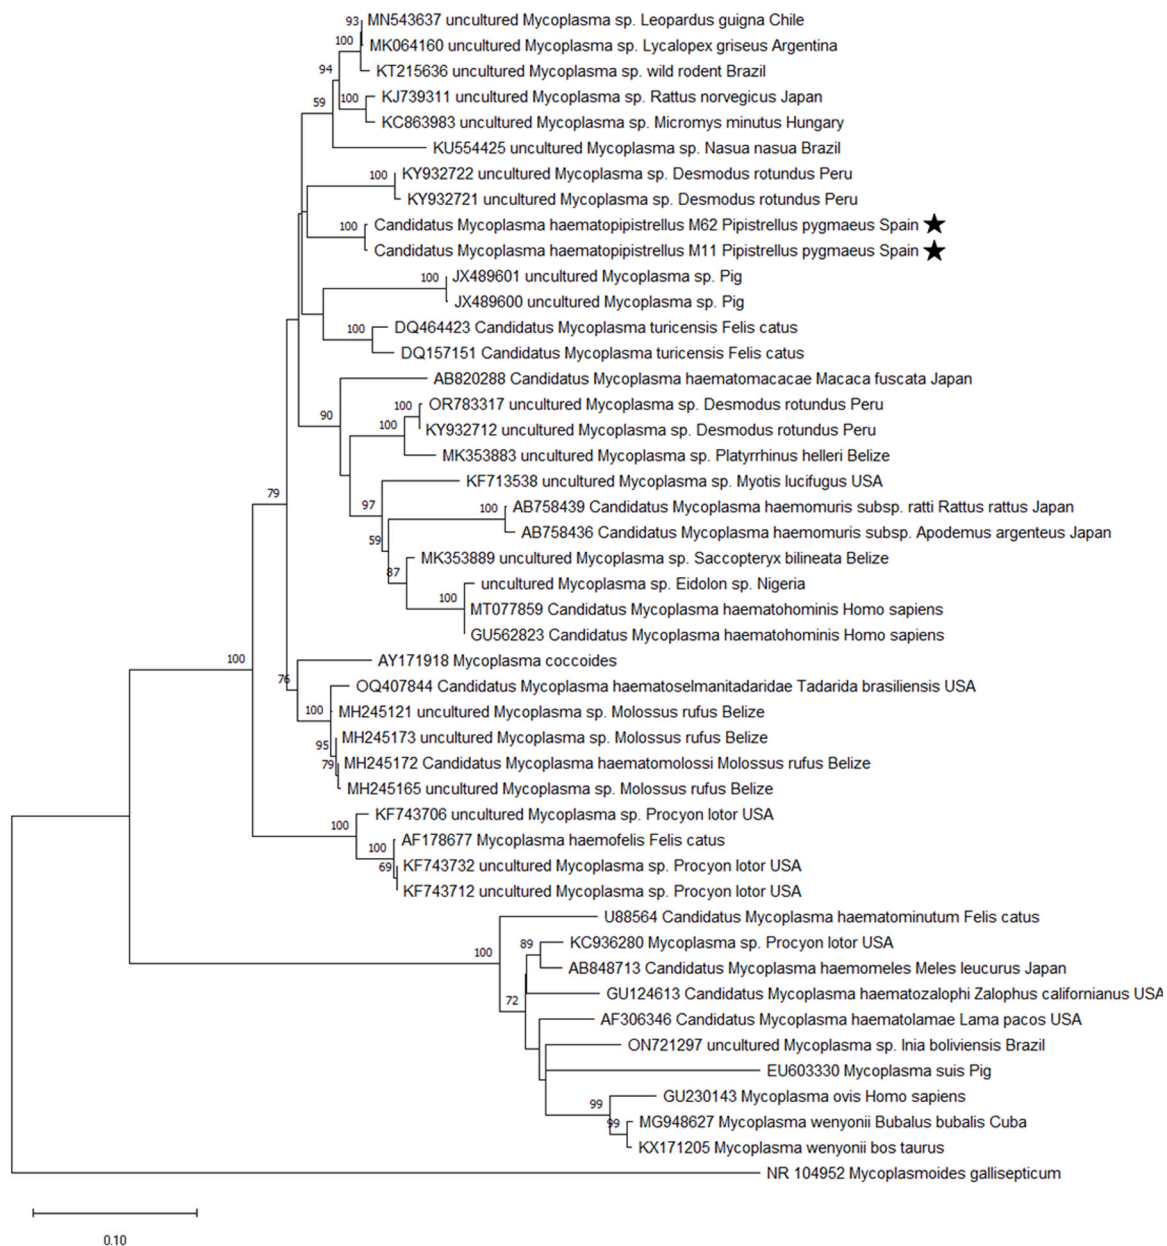 93 MN543637 uncultured Mycoplasma sp. Leopardus guigna Chile
100 MK064160 uncultured Mycoplasma sp. Lycalopex griseus Argentina
94 KT215636 uncultured Mycoplasma sp. wild rodent Brazil
59 100 KJ739311 uncultured Mycoplasma sp. Rattus norvegicus Japan
KC863983 uncultured Mycoplasma sp. Micromys minutus Hungary
KU554425 uncultured Mycoplasma sp. Nasua nasua Brazil
100 KY932722 uncultured Mycoplasma sp. Desmodus rotundus Peru
KY932721 uncultured Mycoplasma sp. Desmodus rotundus Peru
100 Candidatus Mycoplasma haematopipistrellus M62 Pipistrellus pygmaeus Spain ★
Candidatus Mycoplasma haematopipistrellus M11 Pipistrellus pygmaeus Spain ★
100 JX489601 uncultured Mycoplasma sp. Pig
JX489600 uncultured Mycoplasma sp. Pig
100 DQ464423 Candidatus Mycoplasma turicensis Felis catus
DQ157151 Candidatus Mycoplasma turicensis Felis catus
AB820288 Candidatus Mycoplasma haematomacacae Macaca fuscata Japan
90 100 OR783317 uncultured Mycoplasma sp. Desmodus rotundus Peru
100 KY932712 uncultured Mycoplasma sp. Desmodus rotundus Peru
MK353883 uncultured Mycoplasma sp. Platyrrhinus helleri Belize
KF713538 uncultured Mycoplasma sp. Myotis lucifugus USA
79 97 100 AB758439 Candidatus Mycoplasma haemomuris subsp. ratti Rattus rattus Japan
59 AB758436 Candidatus Mycoplasma haemomuris subsp. Apodemus argenteus Japan
87 MK353889 uncultured Mycoplasma sp. Saccopteryx bilineata Belize
uncultured Mycoplasma sp. Eidolon sp. Nigeria
100 MT077859 Candidatus Mycoplasma haematohominis Homo sapiens
GU562823 Candidatus Mycoplasma haematohominis Homo sapiens
100 AY171918 Mycoplasma coccoides
76 OQ407844 Candidatus Mycoplasma haematoselmanitadaridae Tadarida brasiliensis USA
100 MH245121 uncultured Mycoplasma sp. Molossus rufus Belize
95 MH245173 uncultured Mycoplasma sp. Molossus rufus Belize
79 MH245172 Candidatus Mycoplasma haematomolossi Molossus rufus Belize
MH245165 uncultured Mycoplasma sp. Molossus rufus Belize
100 KF743706 uncultured Mycoplasma sp. Procyon lotor USA
100 AF178677 Mycoplasma haemofelis Felis catus
69 KF743732 uncultured Mycoplasma sp. Procyon lotor USA
KF743712 uncultured Mycoplasma sp. Procyon lotor USA
U88564 Candidatus Mycoplasma haematominutum Felis catus
100 89 KC936280 Mycoplasma sp. Procyon lotor USA
AB848713 Candidatus Mycoplasma haemomeles Meles leucurus Japan
72 GU124613 Candidatus Mycoplasma haematozalophi Zalophus californianus USA
AF306346 Candidatus Mycoplasma haematolamae Lama pacos USA
ON721297 uncultured Mycoplasma sp. Inia boliviensis Brazil
EU603330 Mycoplasma suis Pig
99 GU230143 Mycoplasma ovis Homo sapiens
99 MG948627 Mycoplasma wenyonii Bubalus bubalis Cuba
KX171205 Mycoplasma wenyonii bos taurus
NR 104952 Mycoplasmoides gallisepticum
0.10